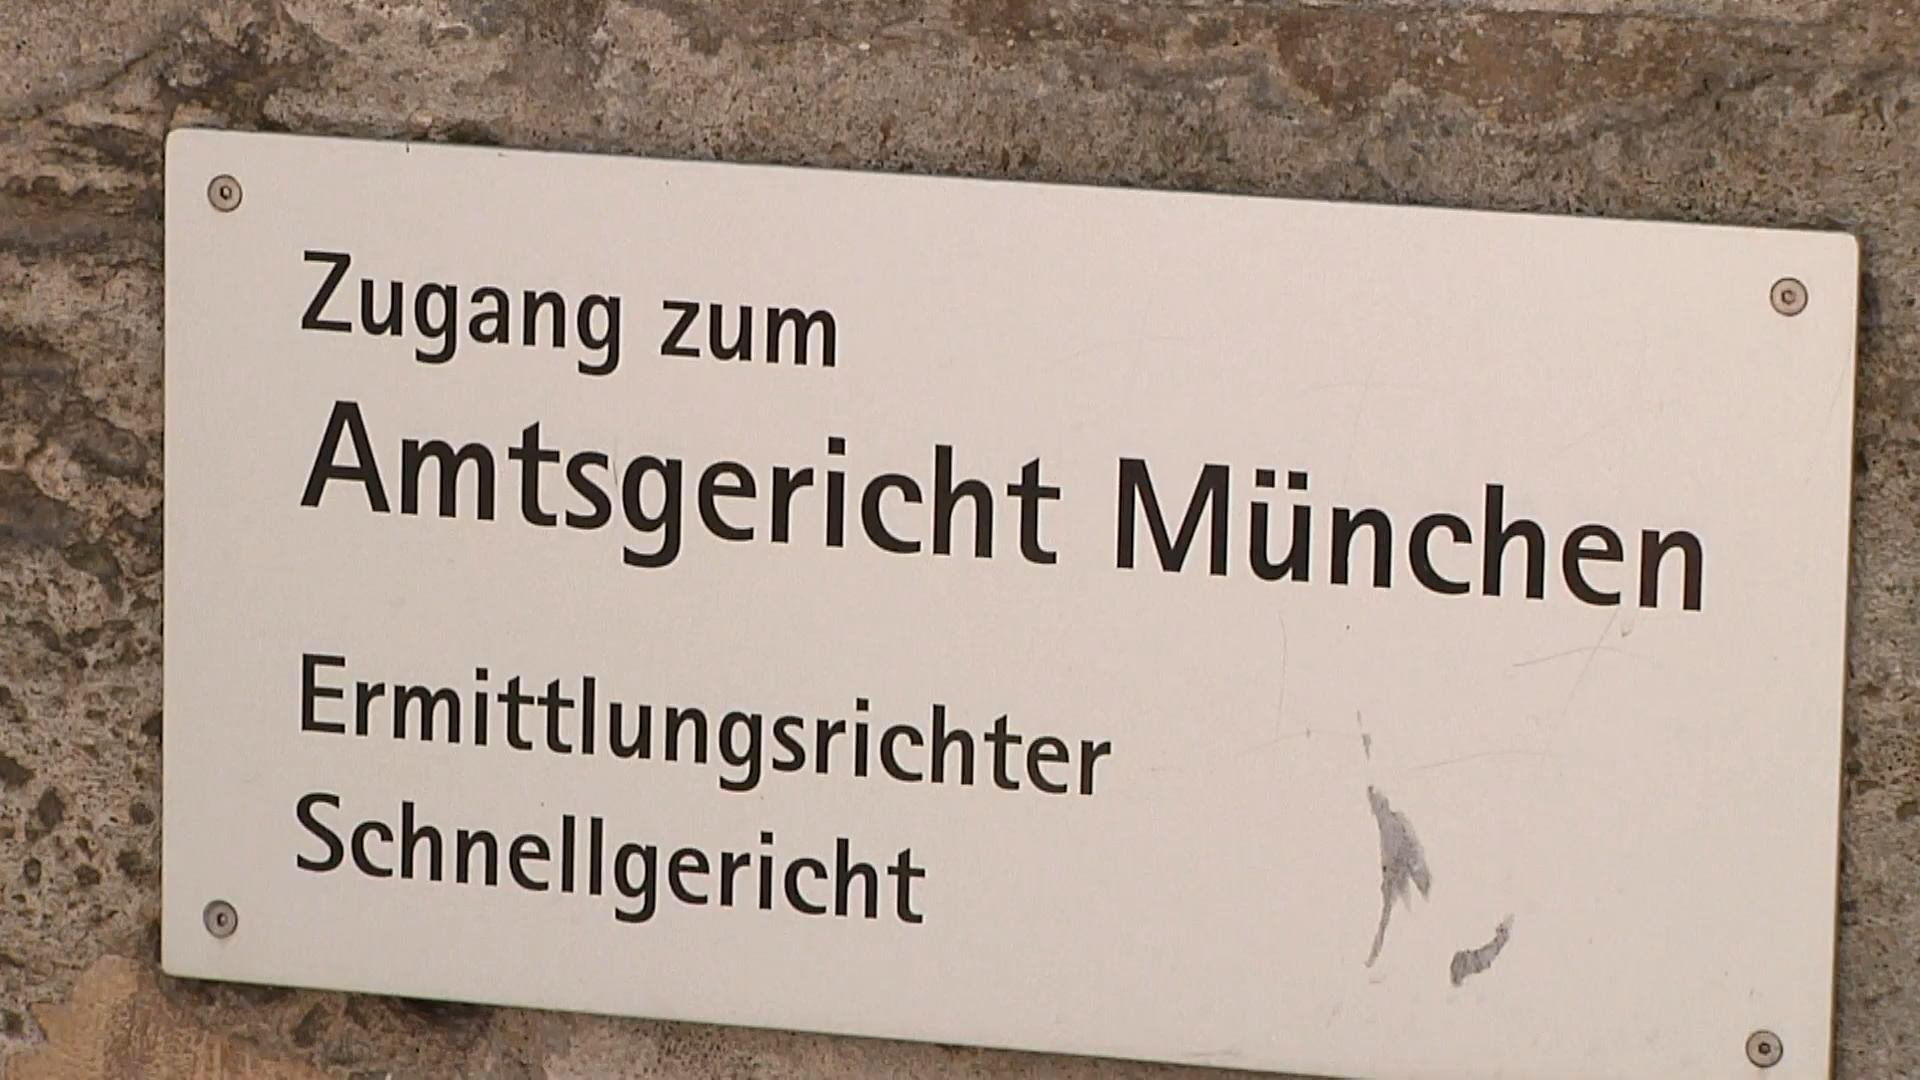 Zugang zum
Amtsgericht München
Ermittlungsrichter
Schnellgericht